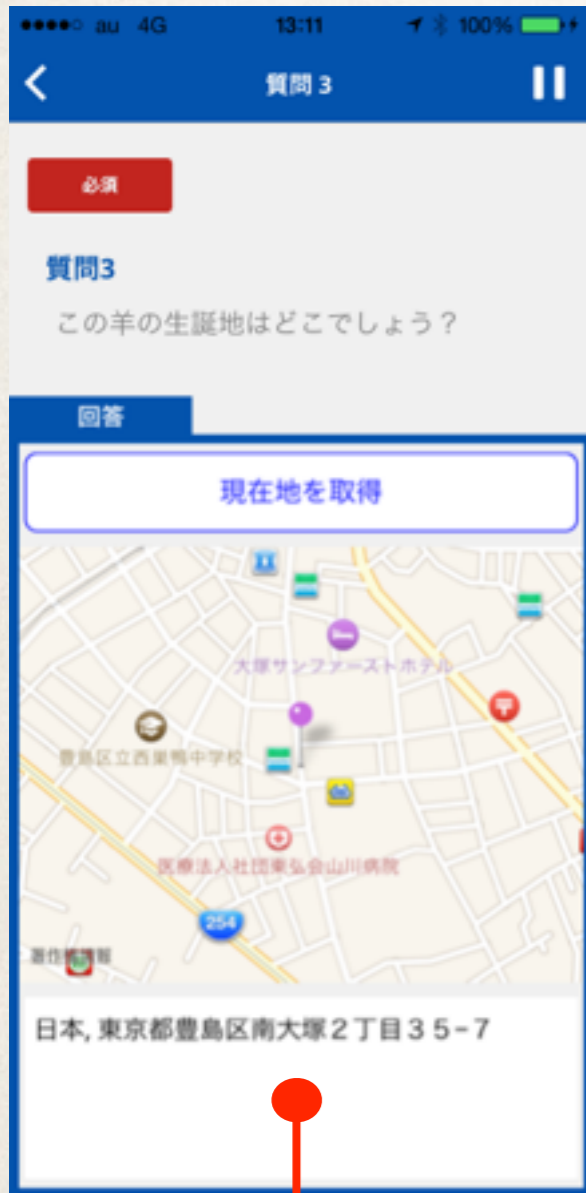 au 4G 13:11 100%
質問 3
必須
質問3
この羊の生誕地はどこでしょう？
回答
現在地を取得
大塚サンファーストホテル
豊島区立西巣鴨中学校
医療法人社団東弘会山川病院
254
日本, 東京都豊島区南大塚２丁目３５−７